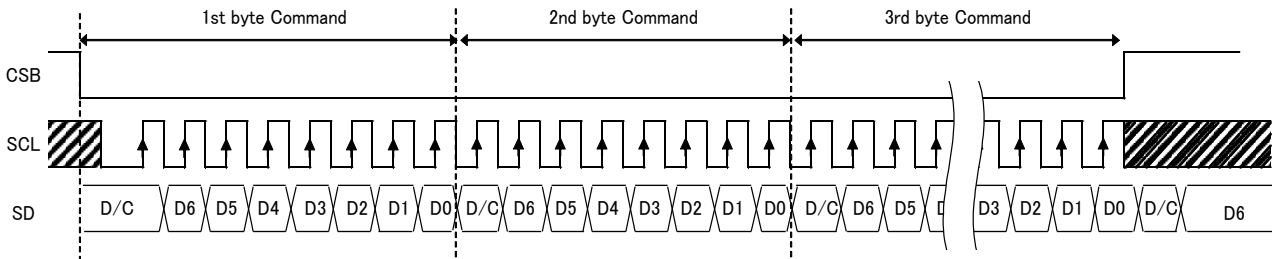 1st byte Command 2nd byte Command 3rd byte Command
CSB
SCL
SD D/C D6 D5 D4 D3 D2 D1 D0 D/C D6 D5 D4 D3 D2 D1 D0 D/C D6 D5 D3 D2 D1 D0 D/C D6